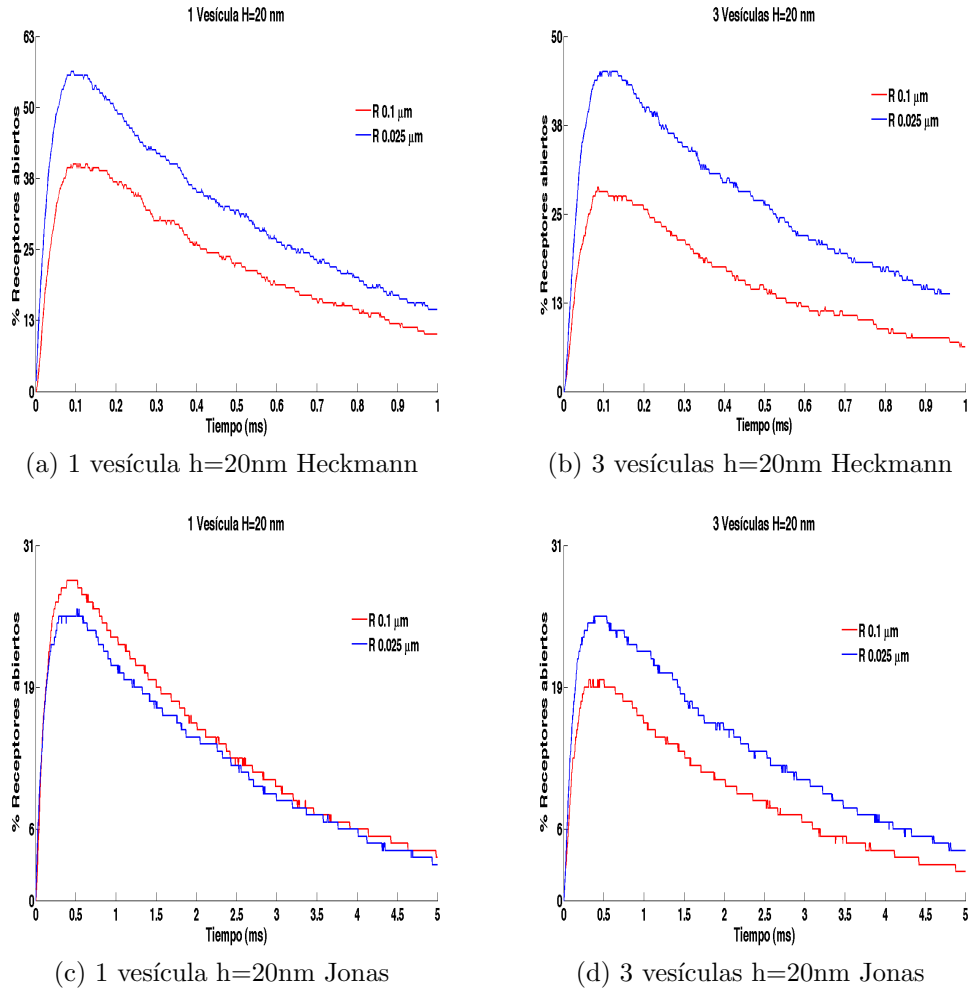 1 Vesícula H=20 nm
63
50
38
25
13
0
% Receptores abiertos
R 0.1 µm
R 0.025 µm
0 0.1 0.2 0.3 0.4 0.5 0.6 0.7 0.8 0.9 1
Tiempo (ms)
(a) 1 vesícula h=20nm Heckmann
3 Vesículas H=20 nm
50
38
25
13
0
% Receptores abiertos
R 0.1 µm
R 0.025 µm
0 0.1 0.2 0.3 0.4 0.5 0.6 0.7 0.8 0.9 1
Tiempo (ms)
(b) 3 vesículas h=20nm Heckmann
1 Vesícula H=20 nm
31
19
6
0
% Receptores abiertos
R 0.1 µm
R 0.025 µm
0 0.5 1 1.5 2 2.5 3 3.5 4 4.5 5
Tiempo (ms)
(c) 1 vesícula h=20nm Jonas
3 Vesículas H=20 nm
31
19
6
0
% Receptores abiertos
R 0.1 µm
R 0.025 µm
0 0.5 1 1.5 2 2.5 3 3.5 4 4.5 5
Tiempo (ms)
(d) 3 vesículas h=20nm Jonas